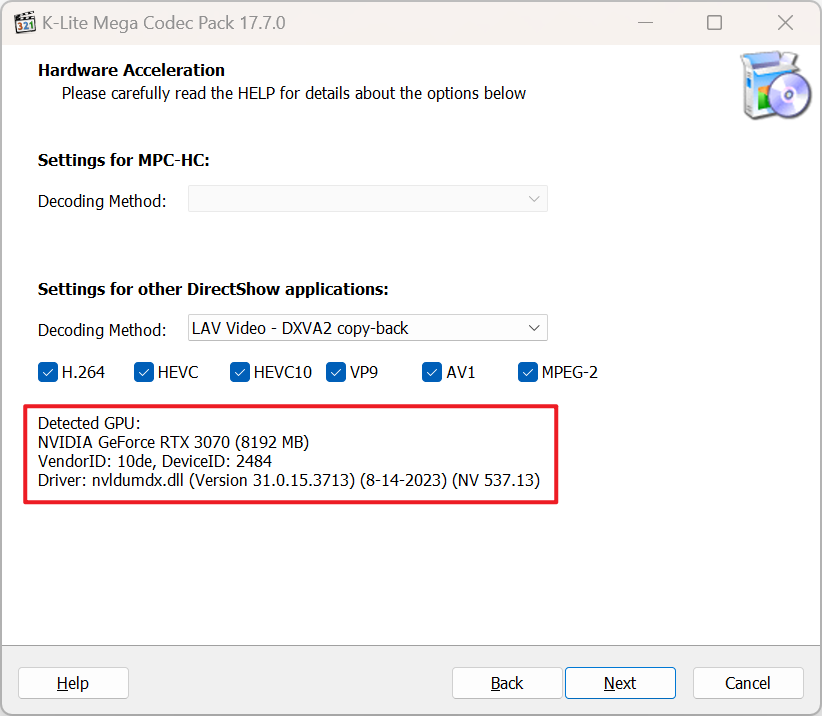 321
K-Lite Mega Codec Pack 17.7.0
Hardware Acceleration
Please carefully read the HELP for details about the options below
Settings for MPC-HC:
Decoding Method:
Settings for other DirectShow applications:
Decoding Method: LAV Video - DXVA2 copy-back
H.264 HEVC HEVC10 VP9 AV1 MPEG-2
Detected GPU:
NVIDIA GeForce RTX 3070 (8192 MB)
VendorID: 10de, DeviceID: 2484
Driver: nvldumdx.dll (Version 31.0.15.3713) (8-14-2023) (NV 537.13)
Help Back Next Cancel